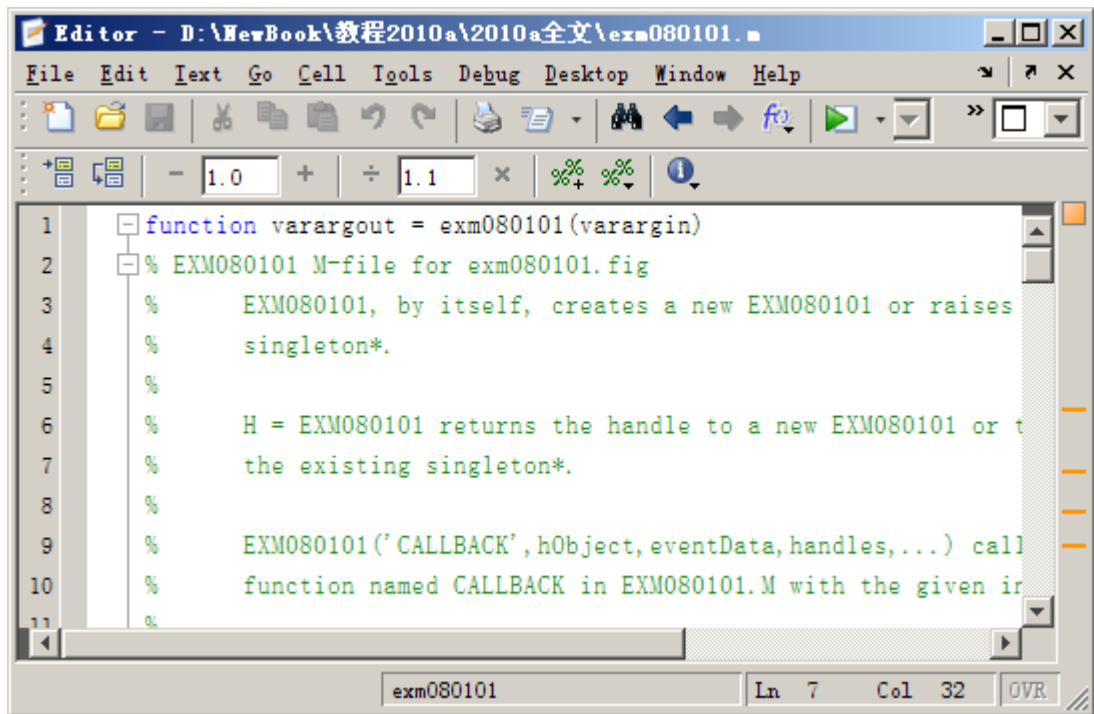 Editor - D:\NewBook\教程2010a\2010a全文\exm080101.m
File Edit Text Go Cell Tools Debug Desktop Window Help
- 1.0 + ÷ 1.1 ×
1 function varargout = exm080101(varargin)
2 % EXM080101 M-file for exm080101.fig
3 % EXM080101, by itself, creates a new EXM080101 or raises
4 % singleton*.
5 %
6 % H = EXM080101 returns the handle to a new EXM080101 or t
7 % the existing singleton*.
8 %
9 % EXM080101('CALLBACK',hObject,eventData,handles,...) call
10 % function named CALLBACK in EXM080101.M with the given in
11 %
exm080101 Ln 7 Col 32 OVR